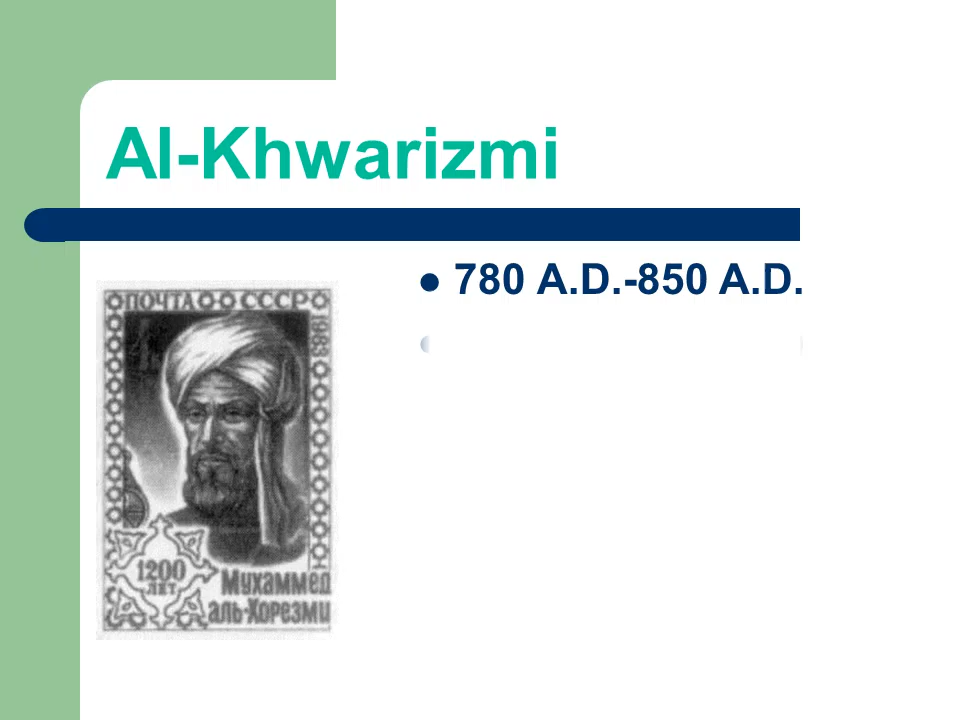 Al-Khwarizmi
780 A.D.-850 A.D.
ПОЧТА СССР
1983
1200
ЛЕТ
Мухаммед
аль-Хорезми